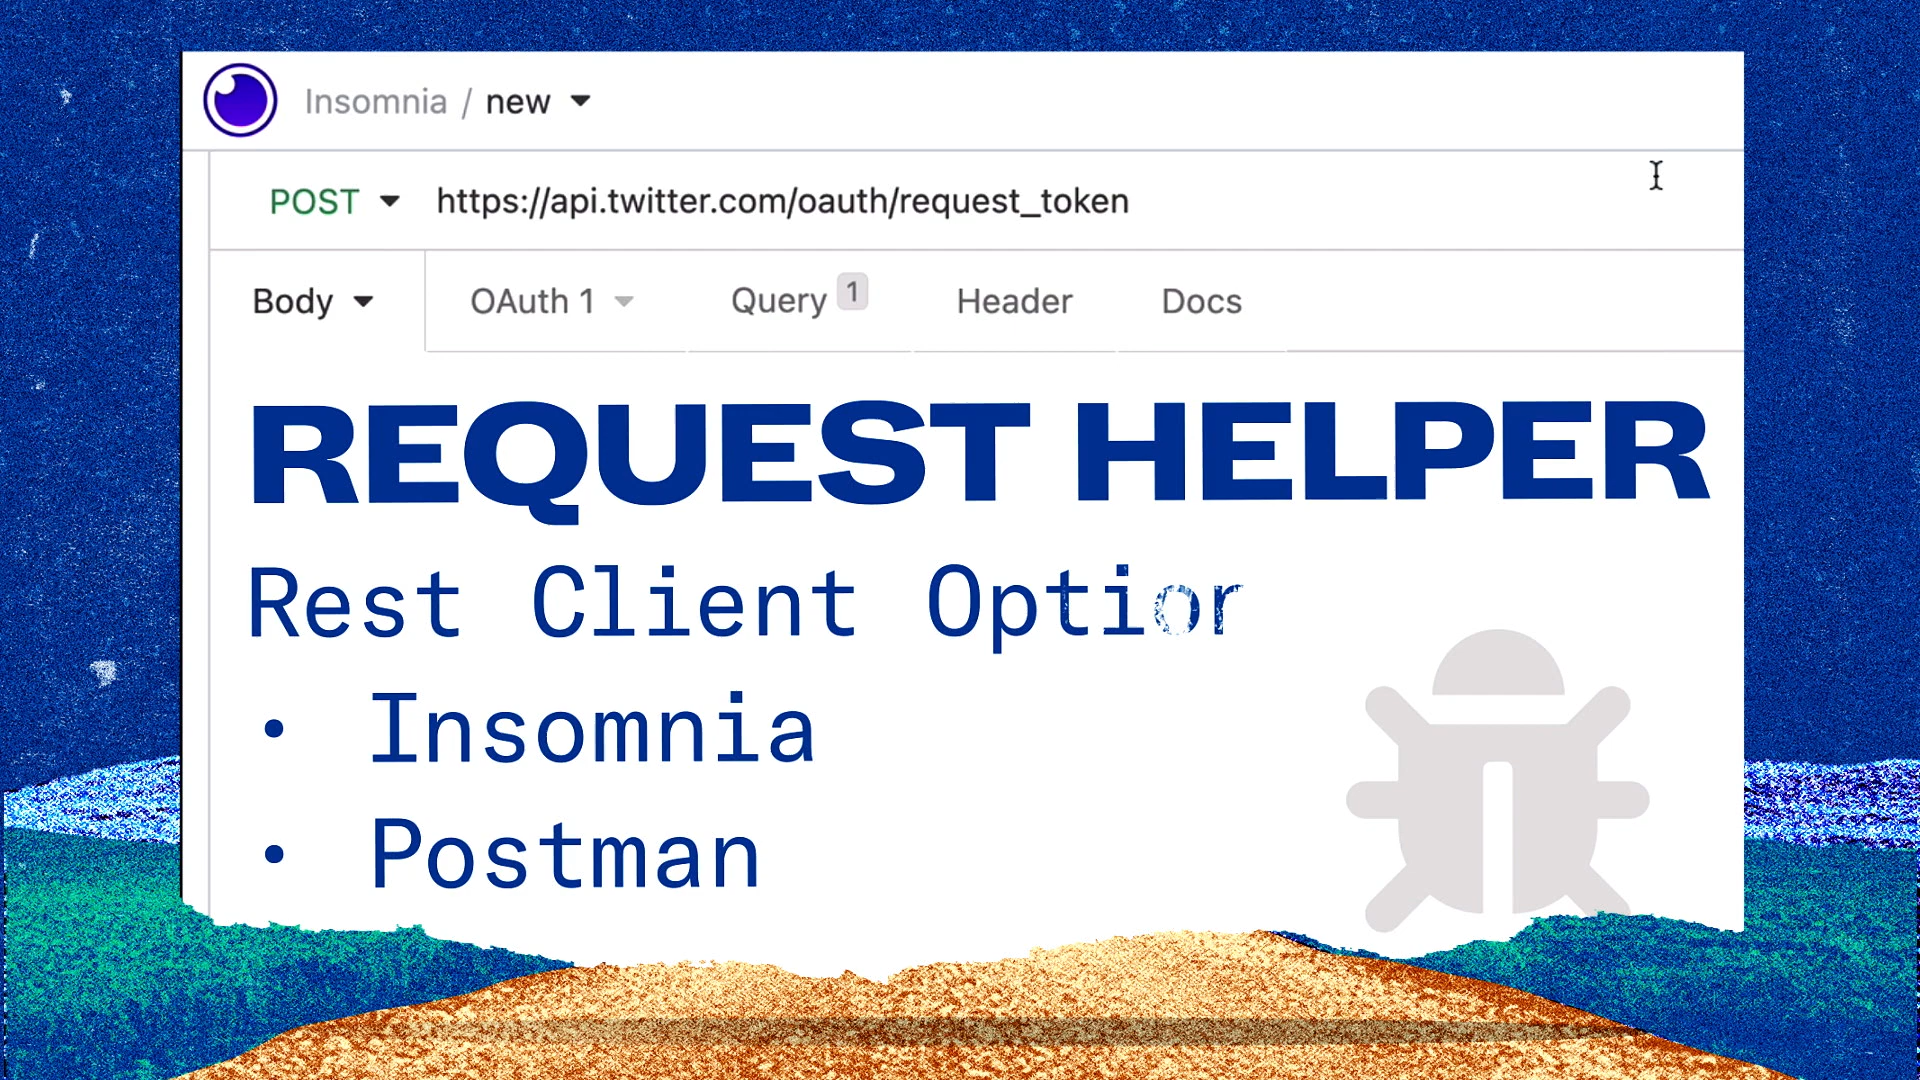 Insomnia / new
POST https://api.twitter.com/oauth/request_token
Body OAuth 1 Query 1 Header Docs
REQUEST HELPER
Rest Client Optior
• Insomnia
• Postman